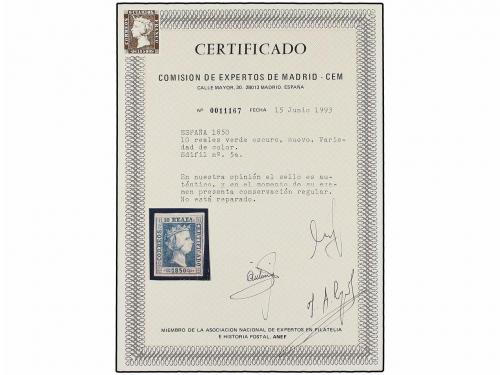 CERTIFICADO
COMISION DE EXPERTOS DE MADRID - CEM
CALLE MAYOR, 30. 28013 MADRID. ESPAÑA
Nº 0011167 FECHA 15 Junio 1993
ESPAÑA 1850
10 reales verde oscuro, nuevo. Varie-
dad de color.
Edifil nº. 5a.
En nuestra opinión el sello es au-
téntico, y en el momento de su exa-
men presenta conservación regular.
No está reparado.
10 REALES
CORREOS
CERTIFICADO
1850
MIEMBRO DE LA ASOCIACION NACIONAL DE EXPERTOS EN FILATELIA
E HISTORIA POSTAL. ANEF